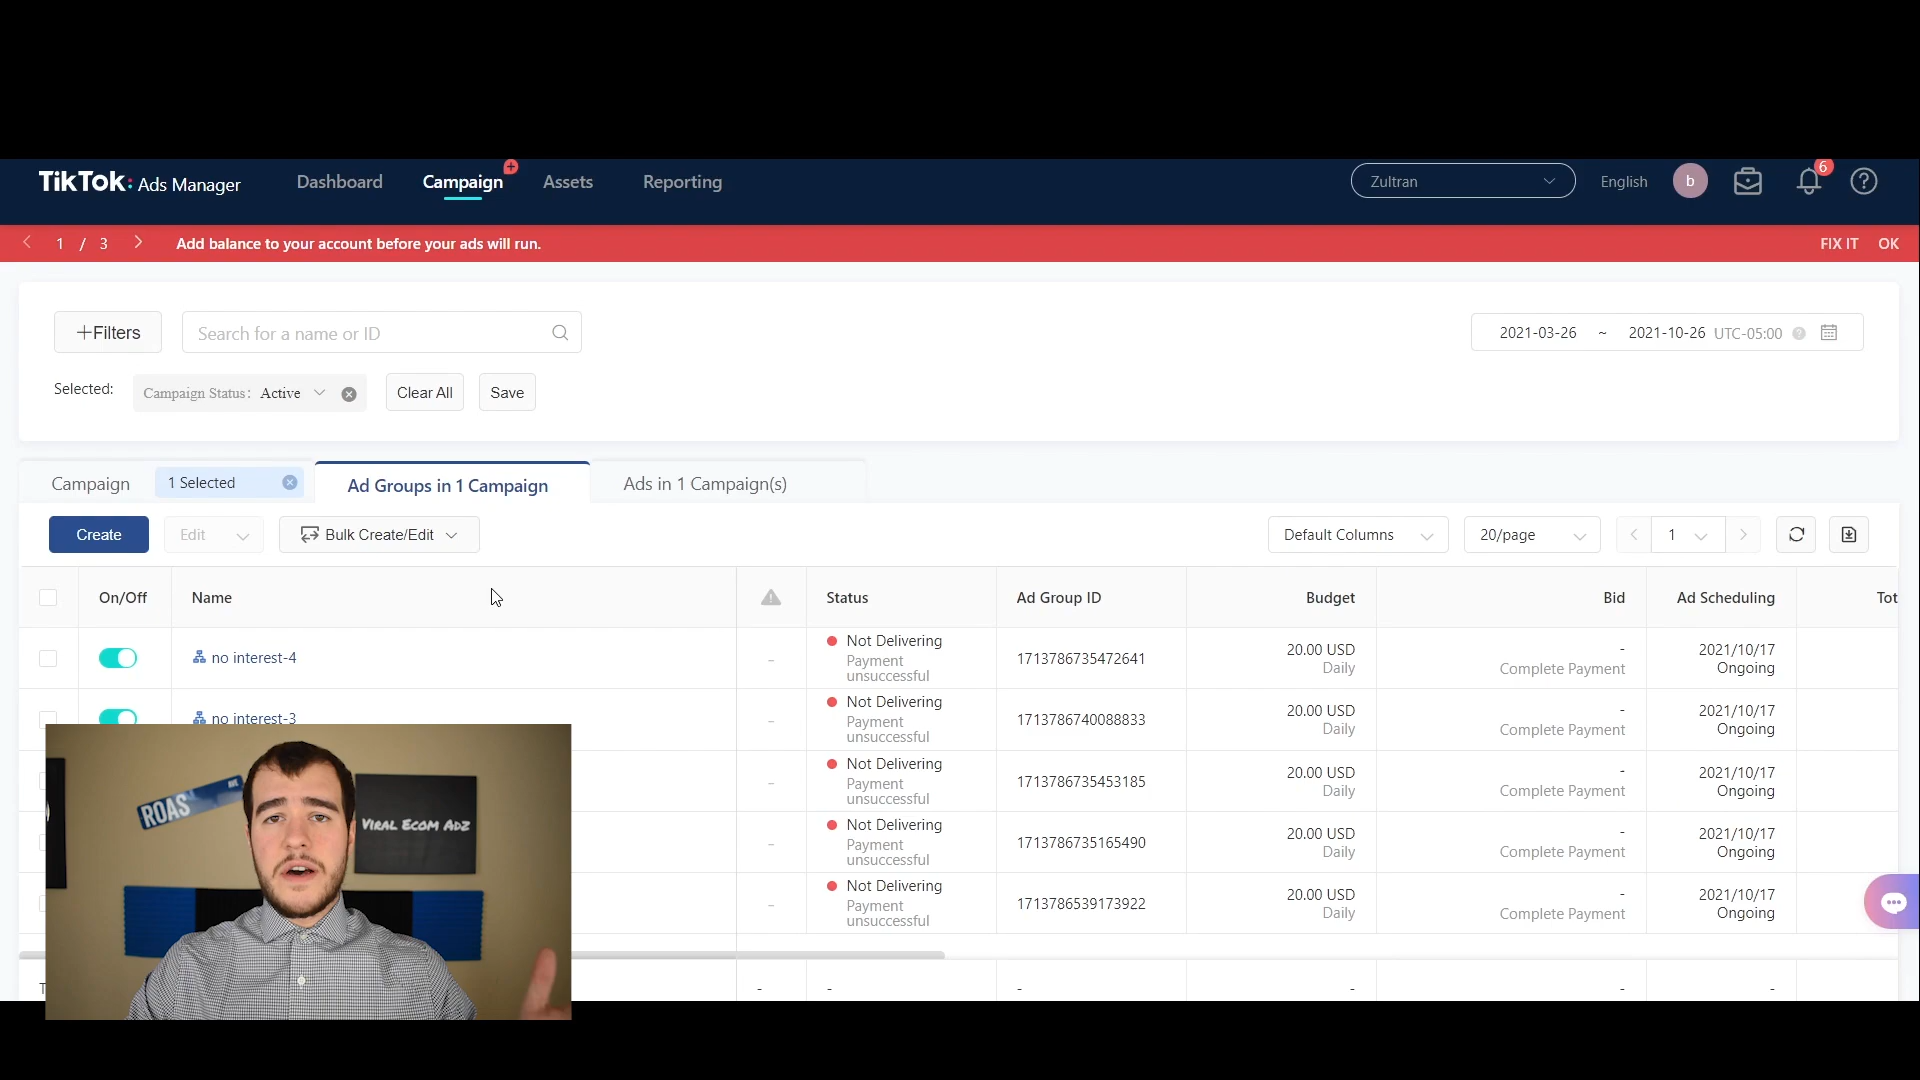 TikTok: Ads Manager
Dashboard
Campaign
Assets
Reporting
Zultran
English
b
6
1 / 3
Add balance to your account before your ads will run.
FIX IT
OK
+Filters
Search for a name or ID
2021-03-26 ~ 2021-10-26 UTC-05:00
Selected:
Campaign Status: Active
Clear All
Save
Campaign
1 Selected
Ad Groups in 1 Campaign
Ads in 1 Campaign(s)
Create
Edit
Bulk Create/Edit
Default Columns
20/page
1
On/Off
Name
Status
Ad Group ID
Budget
Bid
Ad Scheduling
Tot
no interest-4
-
Not Delivering
Payment
unsuccessful
1713786735472641
20.00 USD
Daily
-
Complete Payment
2021/10/17
Ongoing
no interest-3
-
Not Delivering
Payment
unsuccessful
1713786740088833
20.00 USD
Daily
-
Complete Payment
2021/10/17
Ongoing
-
Not Delivering
Payment
unsuccessful
1713786735453185
20.00 USD
Daily
-
Complete Payment
2021/10/17
Ongoing
-
Not Delivering
Payment
unsuccessful
1713786735165490
20.00 USD
Daily
-
Complete Payment
2021/10/17
Ongoing
-
Not Delivering
Payment
unsuccessful
1713786539173922
20.00 USD
Daily
-
Complete Payment
2021/10/17
Ongoing
- - - - - -
ROAS AVE
VIRAL ECOM ADZ